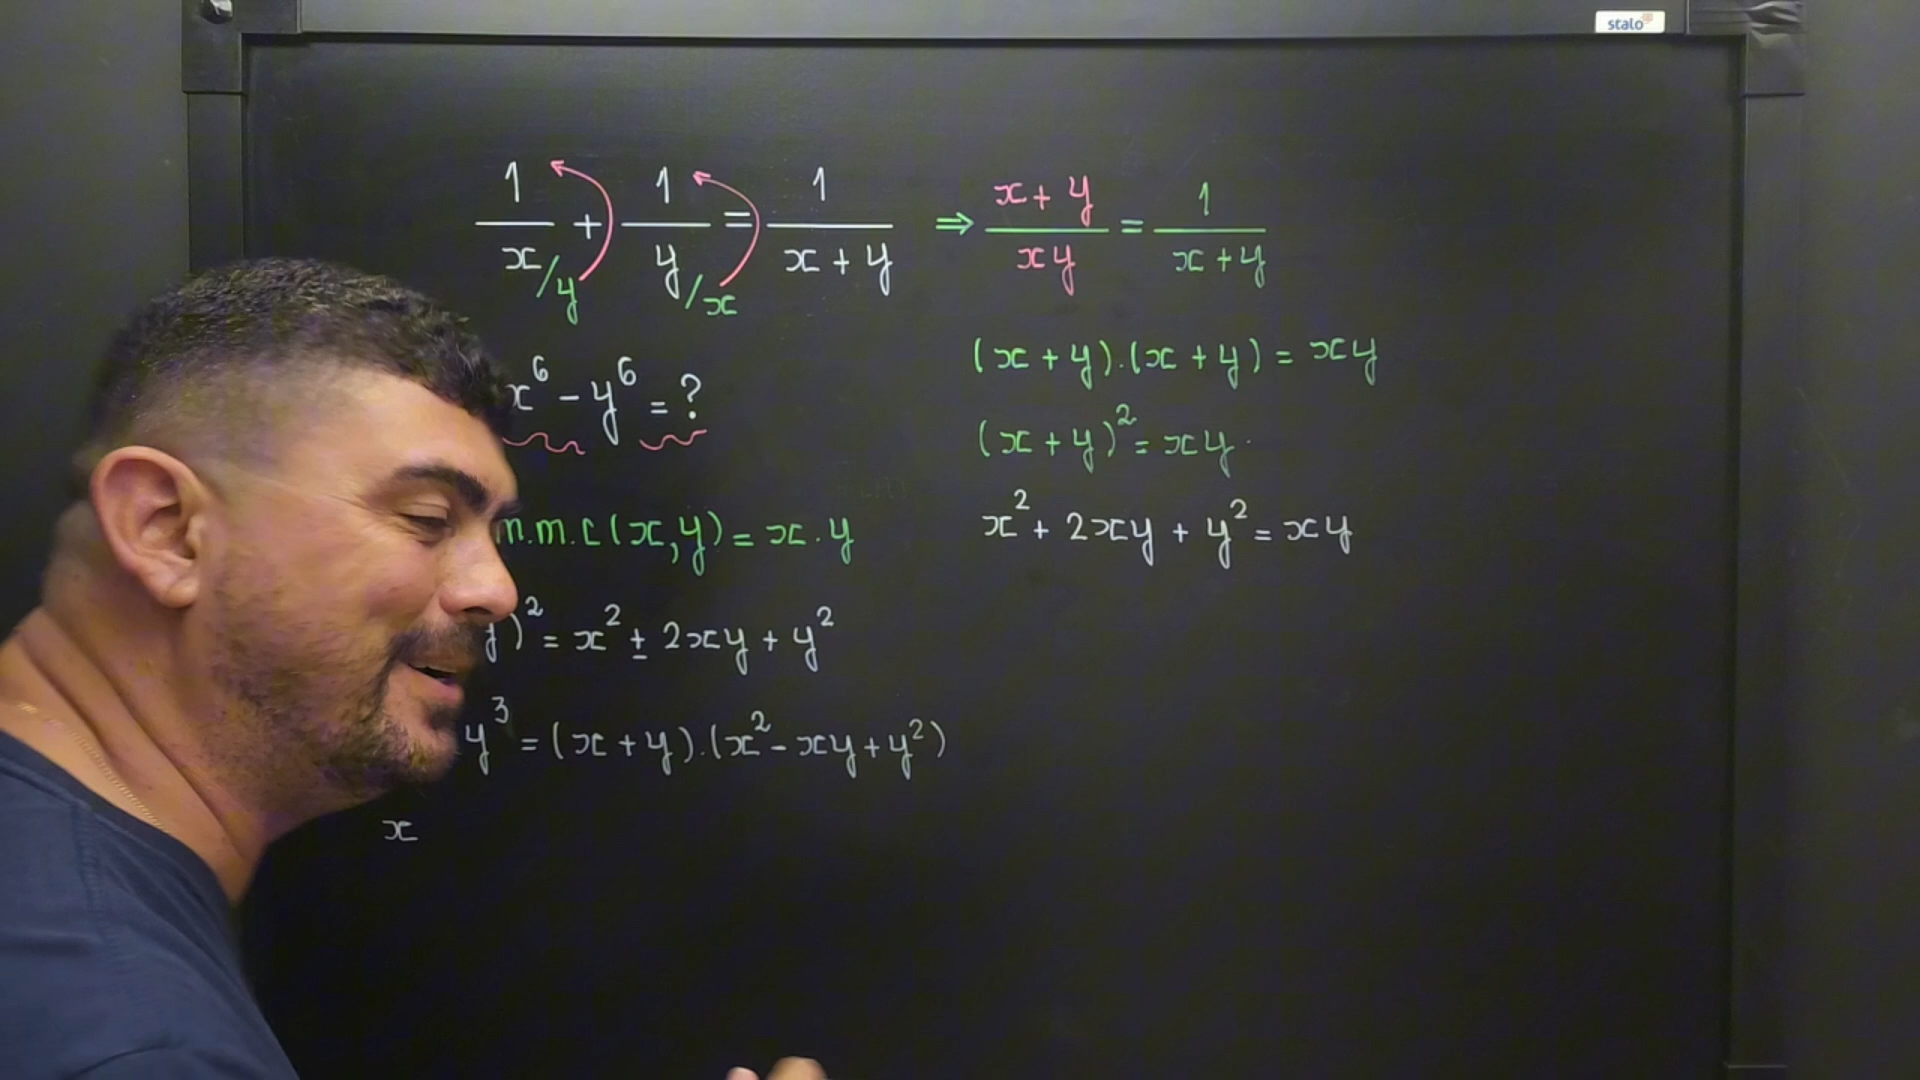 stalo
1/x + 1/y = 1/(x + y) ⇒ (x + y)/(xy) = 1/(x + y)
/y /x
x⁶ - y⁶ = ?
m.m.c(x,y) = x.y
y)² = x² ± 2xy + y²
y³ = (x + y).(x² - xy + y²)
x
(x + y).(x + y) = xy
(x + y)² = xy
x² + 2xy + y² = xy